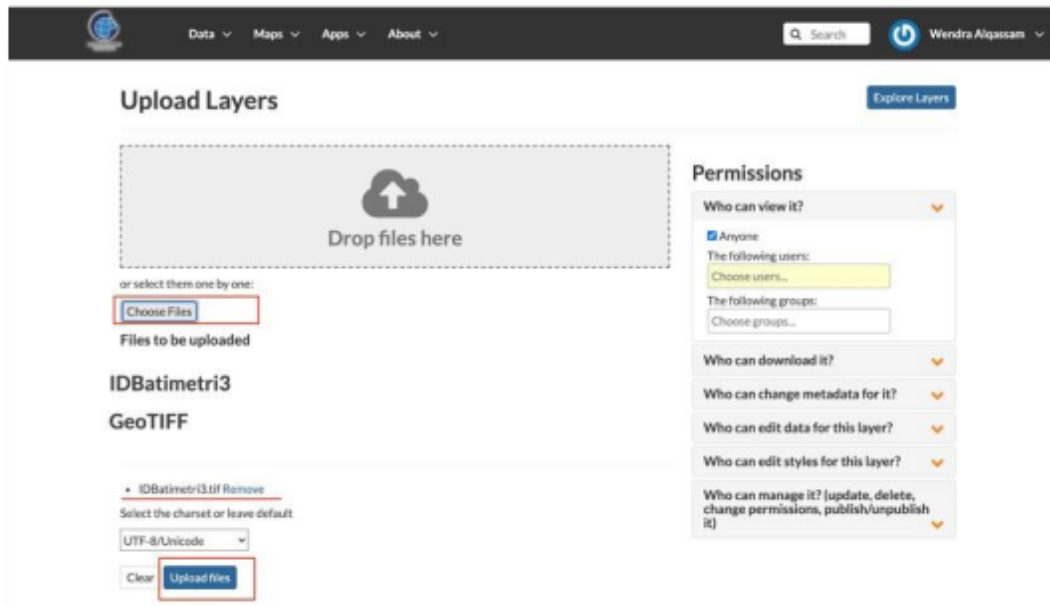 Data Maps Apps About Search Wendra Alqassam
Upload Layers
Explore Layers
Drop files here
or select them one by one:
Choose Files
Files to be uploaded
IDBatimetri3
GeoTIFF
IDBatimetri3.tif Remove
Select the charset or leave default
UTF-8/Unicode
Clear Upload files
Permissions
Who can view it?
Anyone
The following users:
Choose users...
The following groups:
Choose groups...
Who can download it?
Who can change metadata for it?
Who can edit data for this layer?
Who can edit styles for this layer?
Who can manage it? (update, delete,
change permissions, publish/unpublish
it)